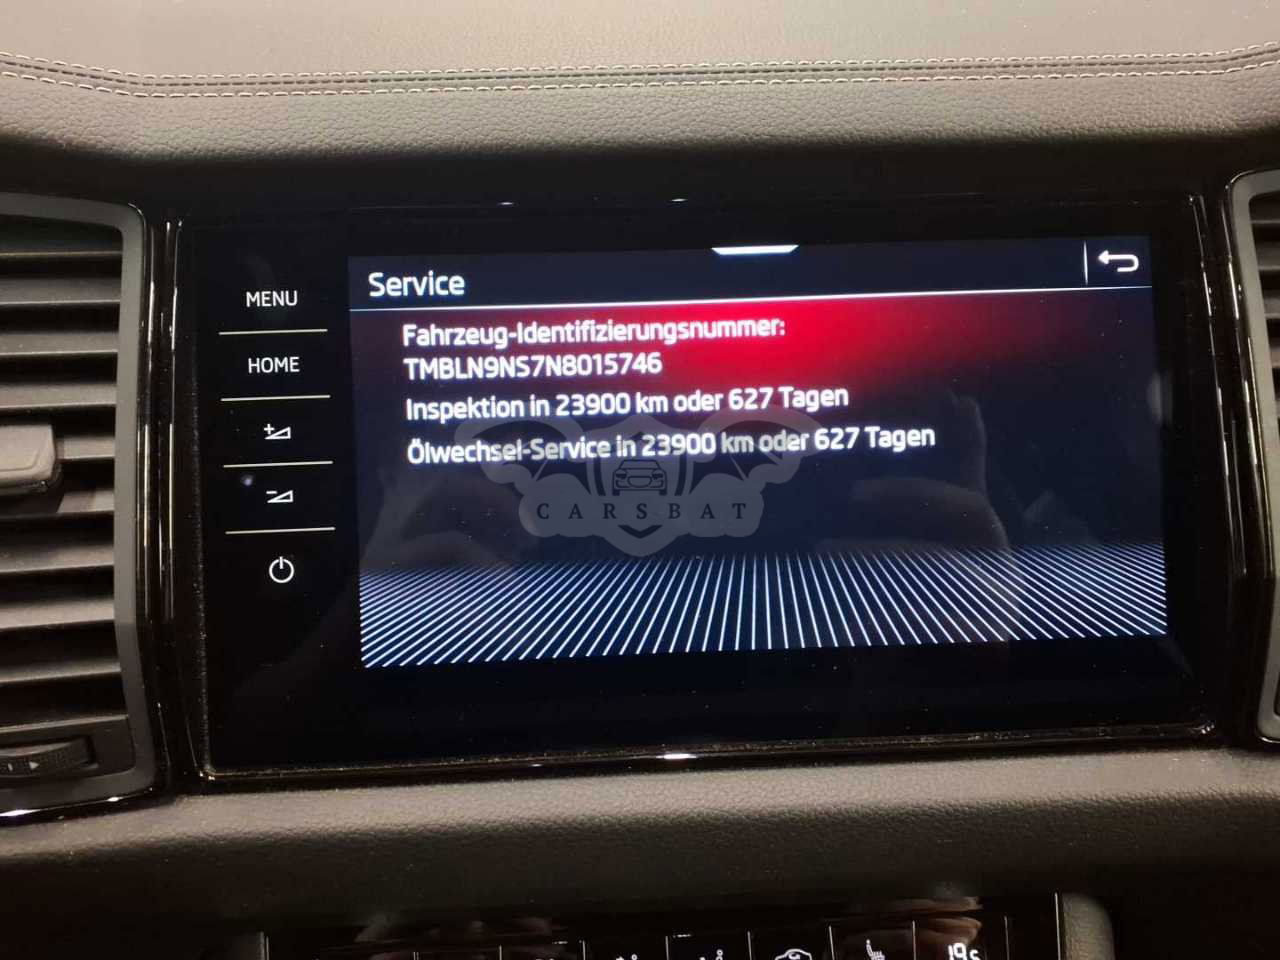 Service
MENU
HOME
Fahrzeug-Identifizierungsnummer:
TMBLN9NS7N8015746
Inspektion in 23900 km oder 627 Tagen
Ölwechsel-Service in 23900 km oder 627 Tagen
CARSBAT